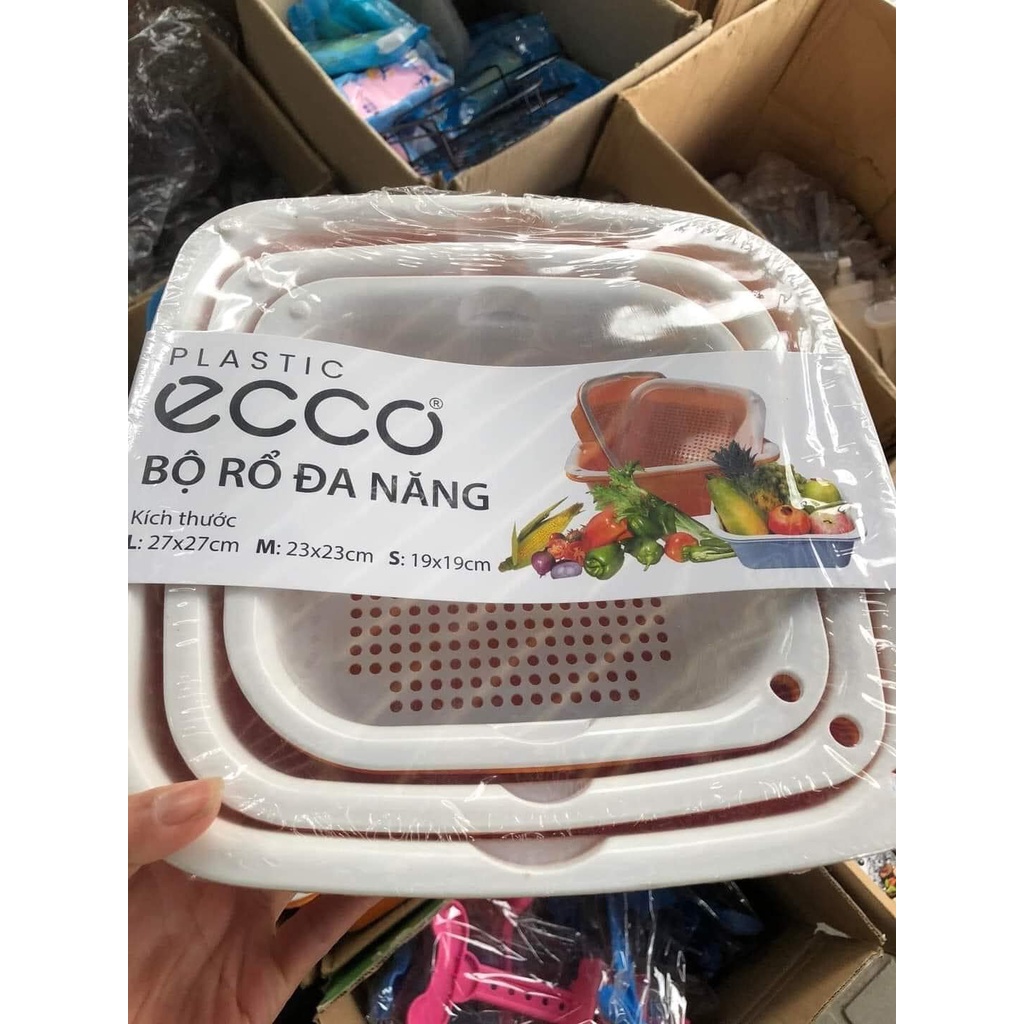 PLASTIC
ecco®
BỘ RỔ ĐA NĂNG
Kích thước
L: 27x27cm M: 23x23cm S: 19x19cm